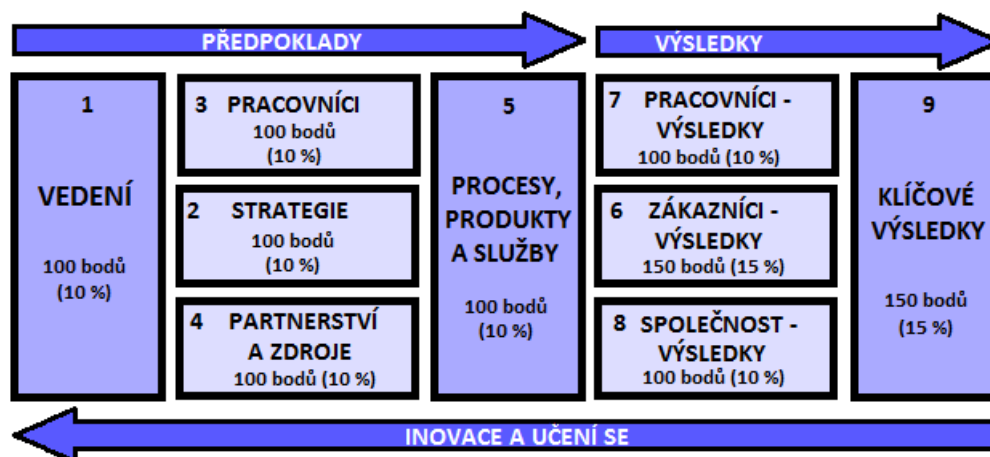 PŘEDPOKLADY
VÝSLEDKY
1
VEDENÍ
100 bodů
(10 %)
3 PRACOVNÍCI
100 bodů
(10 %)
2 STRATEGIE
100 bodů
(10 %)
4 PARTNERSTVÍ
A ZDROJE
100 bodů (10 %)
5
PROCESY,
PRODUKTY
A SLUŽBY
100 bodů
(10 %)
7 PRACOVNÍCI -
VÝSLEDKY
100 bodů (10 %)
6 ZÁKAZNÍCI -
VÝSLEDKY
150 bodů (15 %)
8 SPOLEČNOST -
VÝSLEDKY
100 bodů (10 %)
9
KLÍČOVÉ
VÝSLEDKY
150 bodů
(15 %)
INOVACE A UČENÍ SE